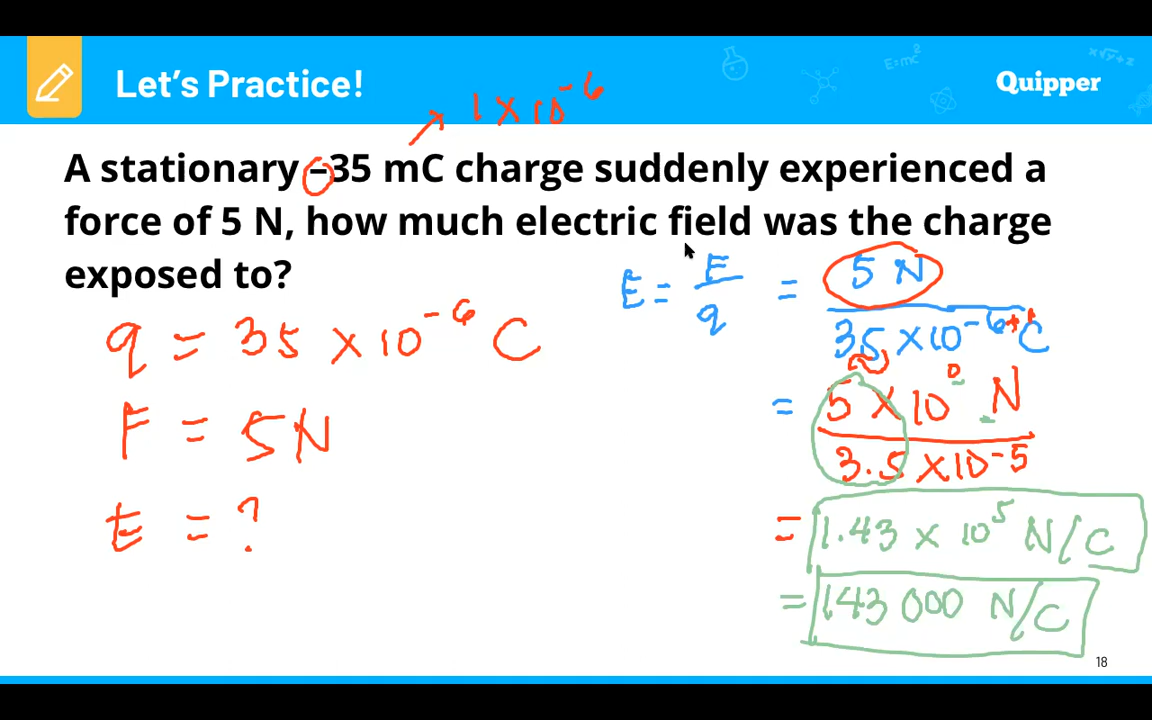 Let's Practice!
E=mc²
x√y+z
Quipper
1 × 10⁻⁶
A stationary –35 mC charge suddenly experienced a
force of 5 N, how much electric field was the charge
exposed to?
q = 35 × 10⁻⁶ C
F = 5N
E = ?
E = F/q = 5 N / 35 × 10⁻⁶⁺¹ C
= 5 × 10⁰ N / 3.5 × 10⁻⁵
= 1.43 × 10⁵ N/C
= 143 000 N/C
18